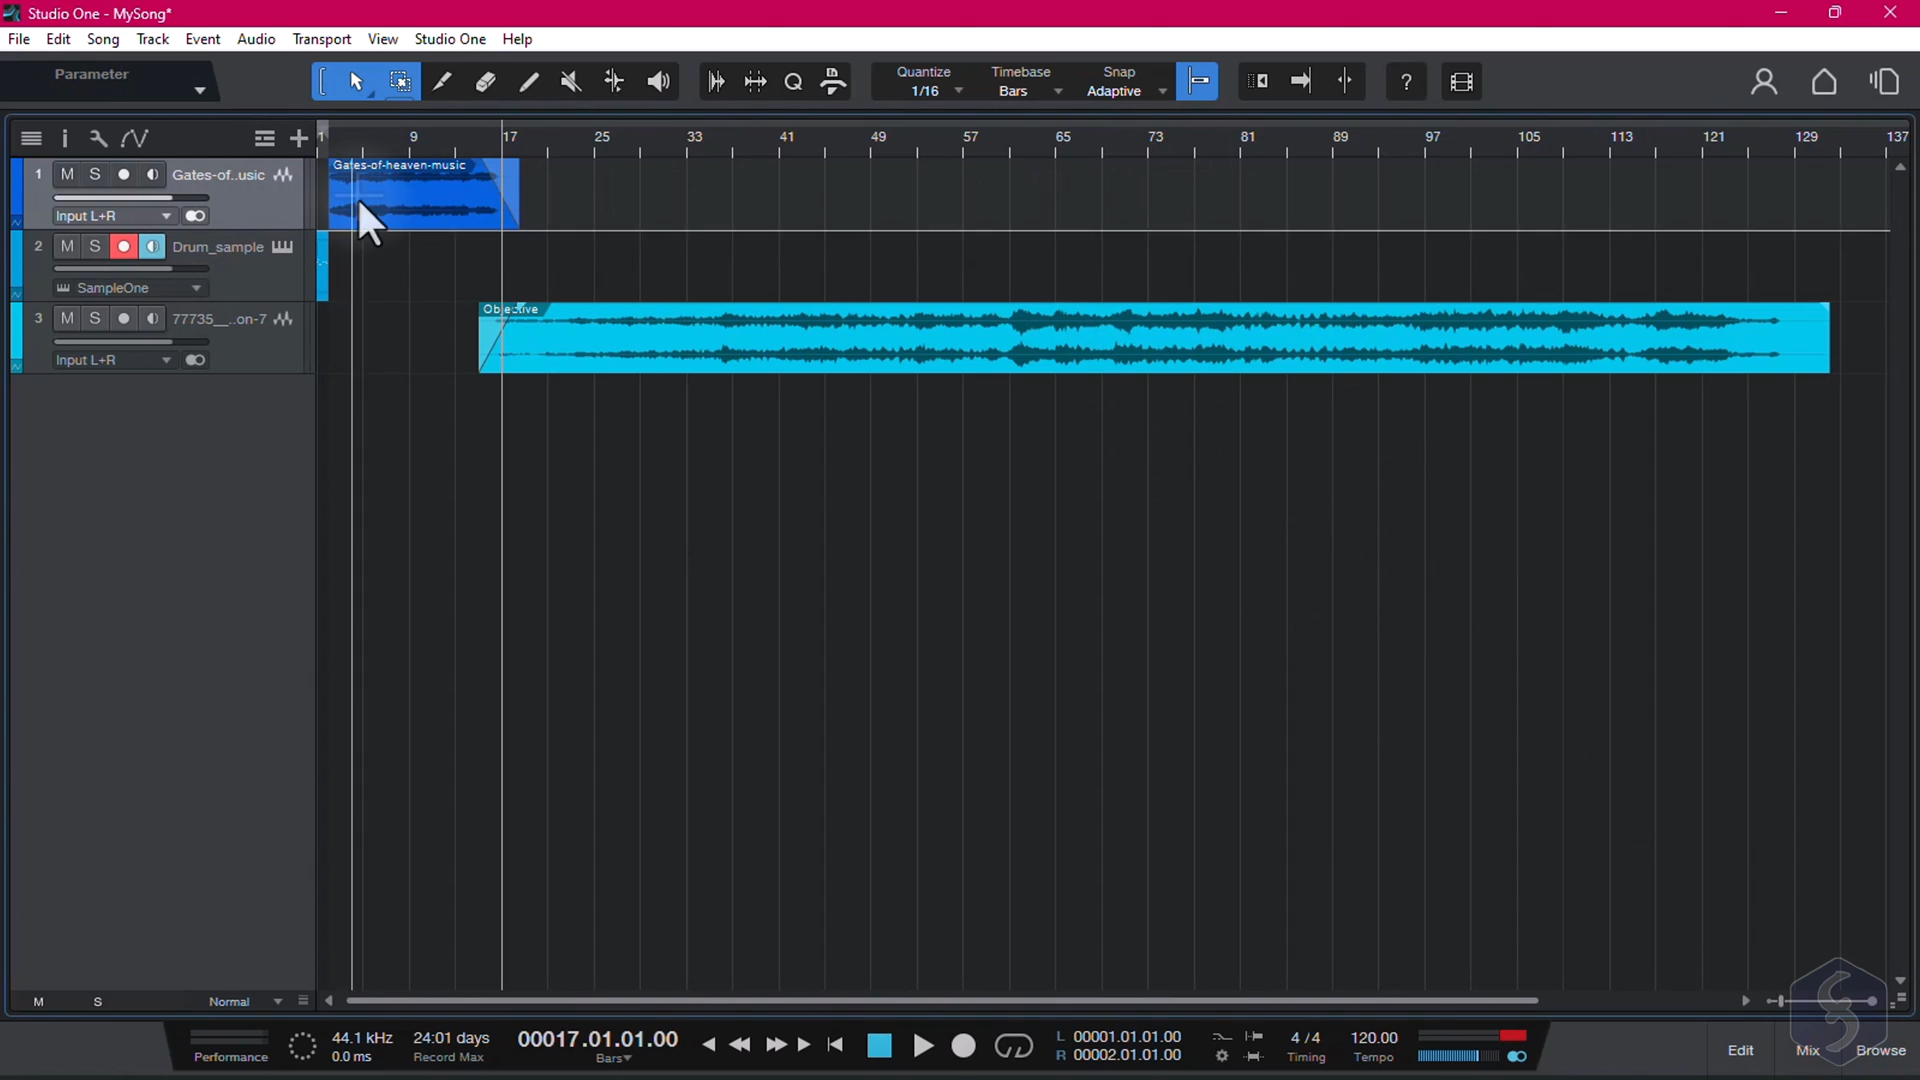 Studio One - MySong*
File Edit Song Track Event Audio Transport View Studio One Help
Parameter
Quantize Timebase Snap
1/16 Bars Adaptive
?
1 9 17 25 33 41 49 57 65 73 81 89 97 105 113 121 129 137
1 M S Gates-of..usic
Gates-of-heaven-music
Input L+R
2 M S Drum_sample
SampleOne
3 M S 77735__..on-7
Objective
Input L+R
M S Normal
44.1 kHz 24:01 days 00017.01.01.00 L 00001.01.01.00 4 / 4 120.00
Performance 0.0 ms Record Max Bars R 00002.01.01.00 Timing Tempo
Edit Mix Browse